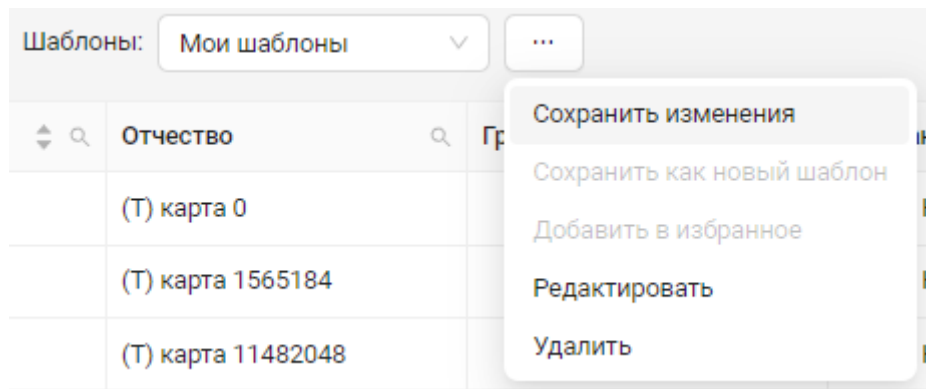 Шаблоны: Мои шаблоны ...
Отчество Гр
(Т) карта 0
(Т) карта 1565184
(Т) карта 11482048
Сохранить изменения
Сохранить как новый шаблон
Добавить в избранное
Редактировать
Удалить